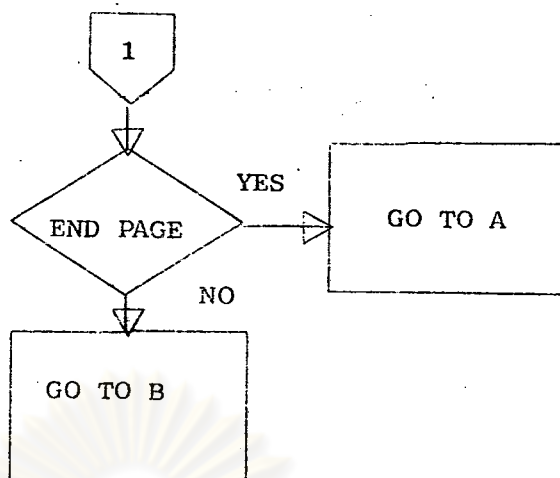 1
YES
END PAGE
GO TO A
NO
GO TO B